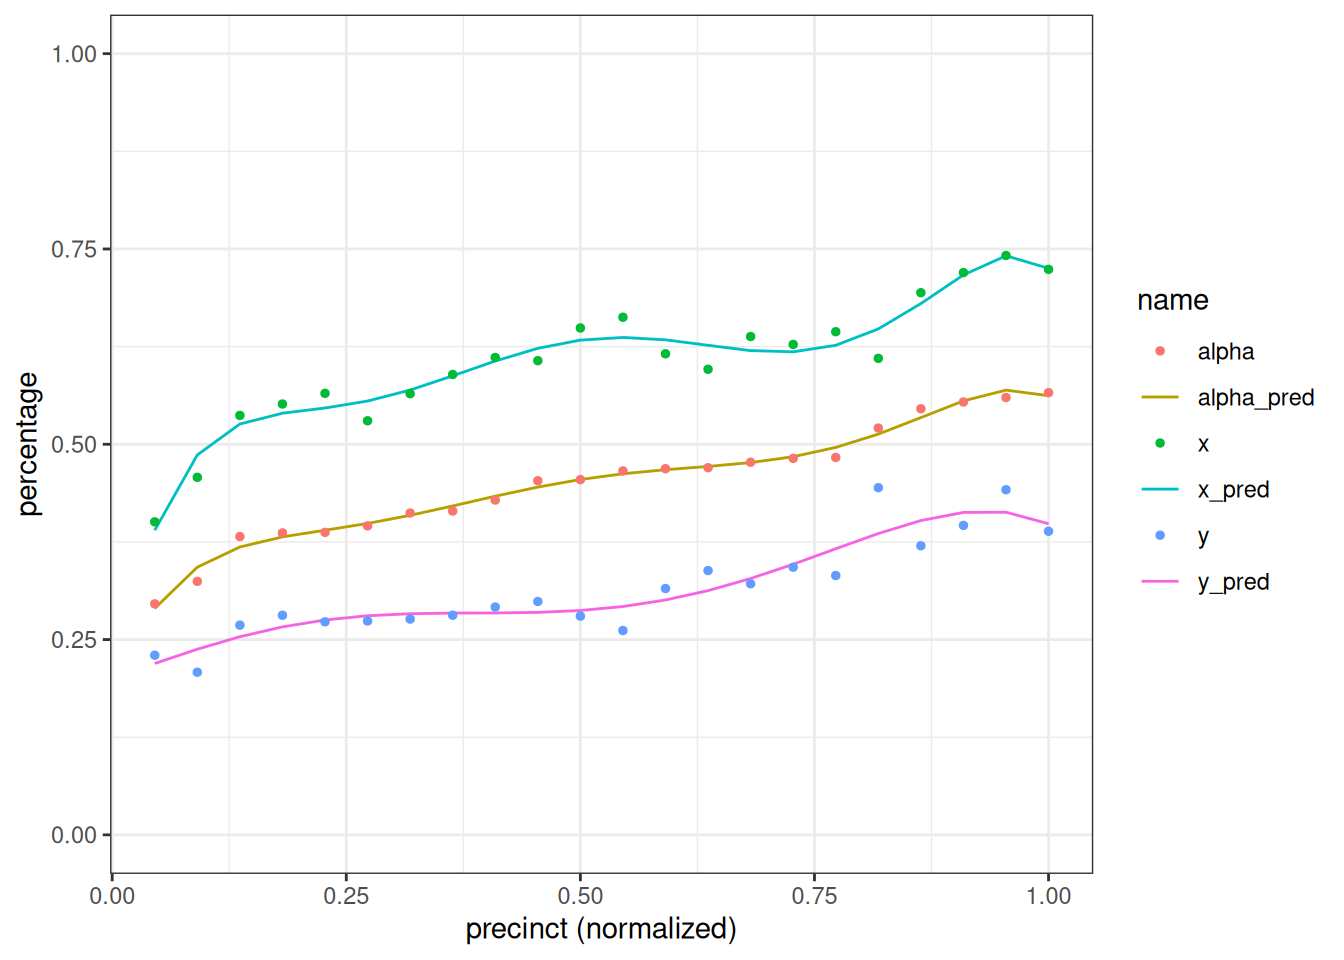 1.00
0.75
0.50
0.25
0.00
percentage
0.00 0.25 0.50 0.75 1.00
precinct (normalized)
name
alpha
alpha_pred
x
x_pred
y
y_pred